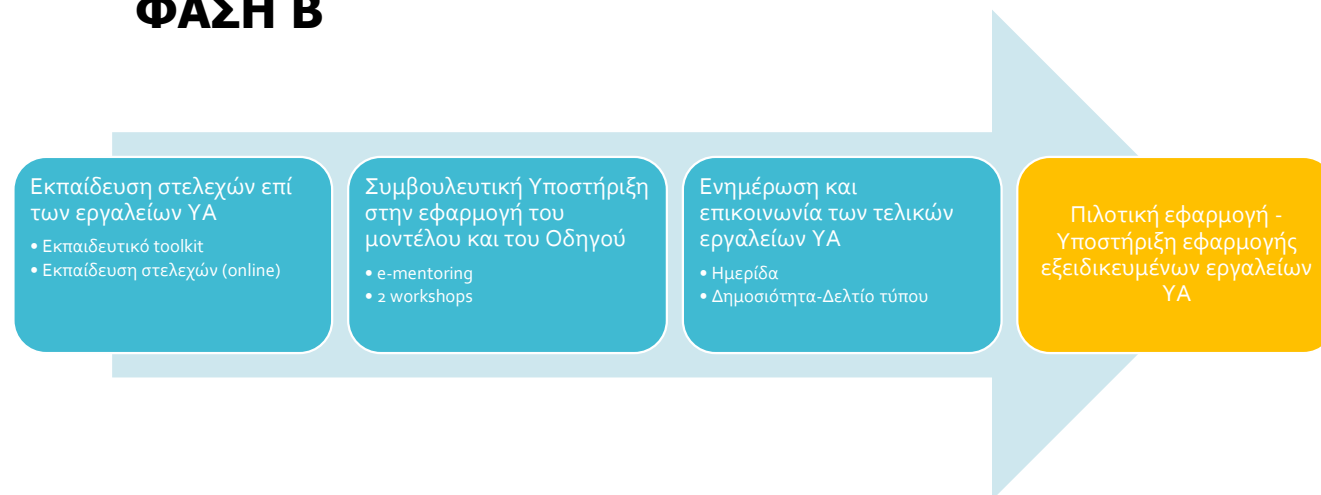 ΦΑΣΗ Β
Εκπαίδευση στελεχών επί
των εργαλείων ΥΑ
• Εκπαιδευτικό toolkit
• Εκπαίδευση στελεχών (online)
Συμβουλευτική Υποστήριξη
στην εφαρμογή του
μοντέλου και του Οδηγού
• e-mentoring
• 2 workshops
Ενημέρωση και
επικοινωνία των τελικών
εργαλείων ΥΑ
• Ημερίδα
• Δημοσιότητα-Δελτίο τύπου
Πιλοτική εφαρμογή -
Υποστήριξη εφαρμογής
εξειδικευμένων εργαλείων
ΥΑ